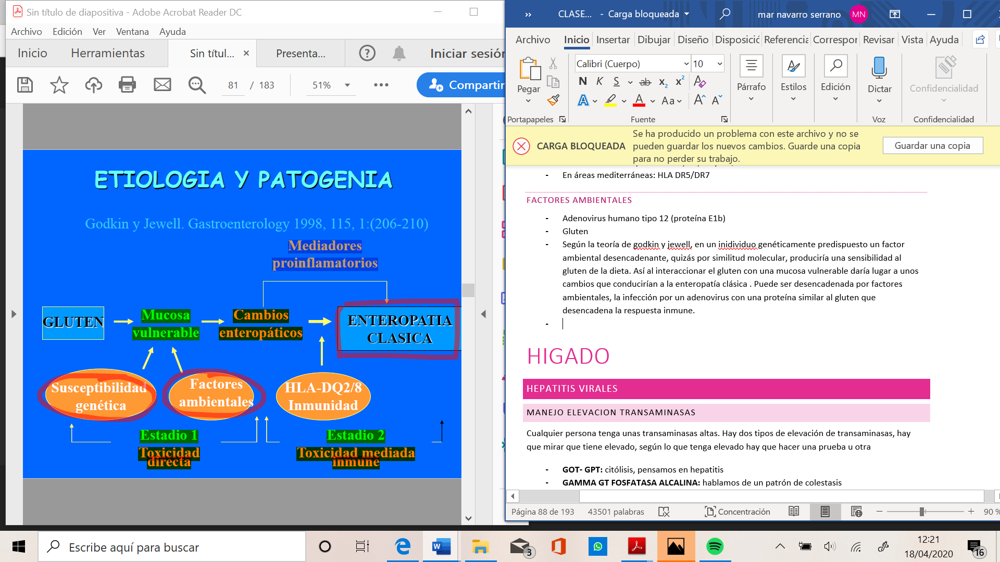 Sin título de diapositiva - Adobe Acrobat Reader DC
Archivo Edición Ver Ventana Ayuda
Inicio Herramientas Sin títul... × Presenta... Iniciar sesión
81 / 183 51% Compartir
ETIOLOGIA Y PATOGENIA
Godkin y Jewell. Gastroenterology 1998, 115, 1:(206-210)
Mediadores
proinflamatorios
GLUTEN
Mucosa
vulnerable
Cambios
enteropáticos
ENTEROPATIA
CLASICA
Susceptibilidad
genética
Factores
ambientales
HLA-DQ2/8
Inmunidad
Estadio 1
Toxicidad
directa
Estadio 2
Toxicidad mediada
inmune
CLASE... - Carga bloqueada mar navarro serrano MN
Archivo Inicio Insertar Dibujar Diseño Disposició Referencia Correspor Revisar Vista Ayuda
Pegar
Portapapeles
Calibri (Cuerpo) 10
N K S ab x2 x2
A A Aa A A
Fuente
Párrafo
Estilos
Edición
Dictar
Voz
Confidencialidad
Confidencialidad
CARGA BLOQUEADA
Se ha producido un problema con este archivo y no se
pueden guardar los nuevos cambios. Guarde una copia
para no perder su trabajo.
Guardar una copia
- En áreas mediterráneas: HLA DR5/DR7
FACTORES AMBIENTALES
- Adenovirus humano tipo 12 (proteína E1b)
- Gluten
- Según la teoría de godkin y jewell, en un inidividuo genéticamente predispuesto un factor
ambiental desencadenante, quizás por similitud molecular, produciría una sensibilidad al
gluten de la dieta. Así al interaccionar el gluten con una mucosa vulnerable daría lugar a unos
cambios que conducirían a la enteropatía clásica . Puede ser desencadenada por factores
ambientales, la infección por un adenovirus con una proteína similar al gluten que
desencadena la respuesta inmune.
-
HIGADO
HEPATITIS VIRALES
MANEJO ELEVACION TRANSAMINASAS
Cualquier persona tenga unas transaminasas altas. Hay dos tipos de elevación de transaminasas, hay
que mirar que tiene elevado, según lo que tenga elevado hay que hacer una prueba u otra
- GOT- GPT: citólisis, pensamos en hepatitis
- GAMMA GT FOSFATASA ALCALINA: hablamos de un patrón de colestasis
Página 88 de 193 43501 palabras Concentración 90 %
Escribe aquí para buscar
3
12:21
18/04/2020
16